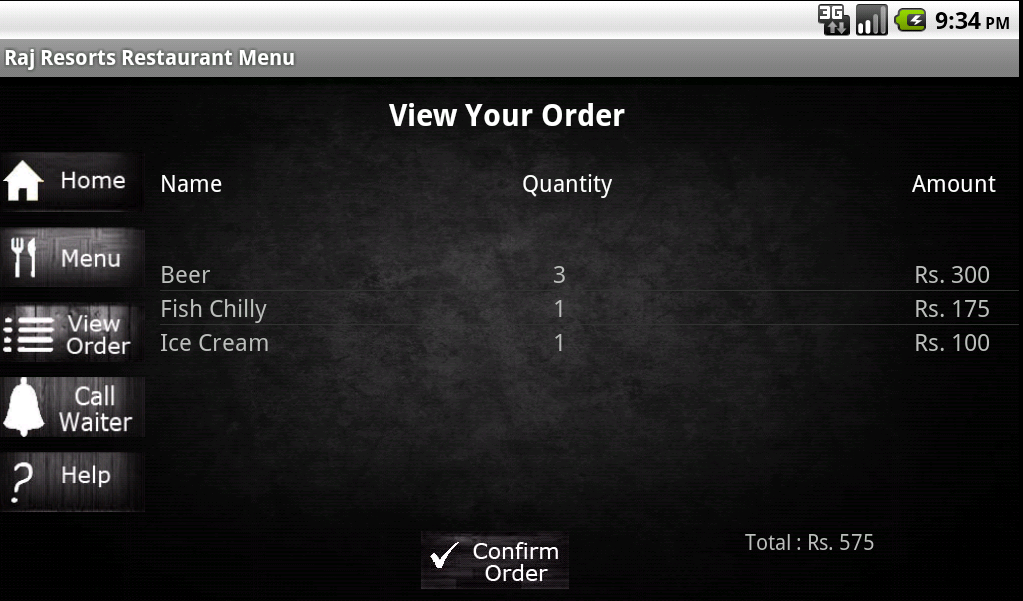 3G 9:34 PM
Raj Resorts Restaurant Menu
View Your Order
Home
Name Quantity Amount
Menu
Beer 3 Rs. 300
Fish Chilly 1 Rs. 175
View
Order
Ice Cream 1 Rs. 100
Call
Waiter
? Help
Total : Rs. 575
Confirm
Order